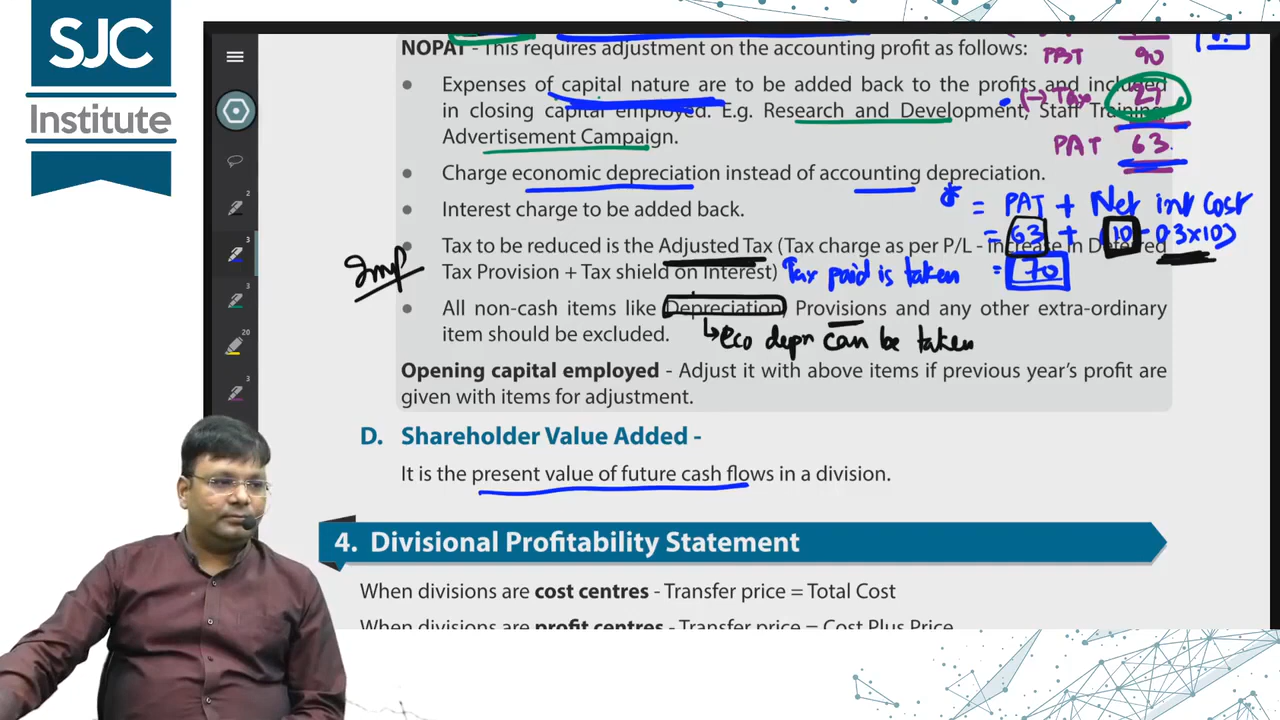 SJC
Institute
NOPAT - This requires adjustment on the accounting profit as follows:
PBT 90
• Expenses of capital nature are to be added back to the profits and included
in closing capital employed. E.g. Research and Development, Staff Training,
Advertisement Campaign.
(-) Tax 27
PAT 63
• Charge economic depreciation instead of accounting depreciation.
• Interest charge to be added back.
= PAT + Net int Cost
= 63 + (10 - 0.3x10)
= 70
• Tax to be reduced is the Adjusted Tax (Tax charge as per P/L - increase in Deferred
Tax Provision + Tax shield on Interest)
Tax paid is taken
Imp
• All non-cash items like Depreciation, Provisions and any other extra-ordinary
item should be excluded.
eco depn can be taken
Opening capital employed - Adjust it with above items if previous year's profit are
given with items for adjustment.
D. Shareholder Value Added -
It is the present value of future cash flows in a division.
4. Divisional Profitability Statement
When divisions are cost centres - Transfer price = Total Cost
When divisions are profit centres - Transfer price = Cost Plus Price
2
3
3
20
3